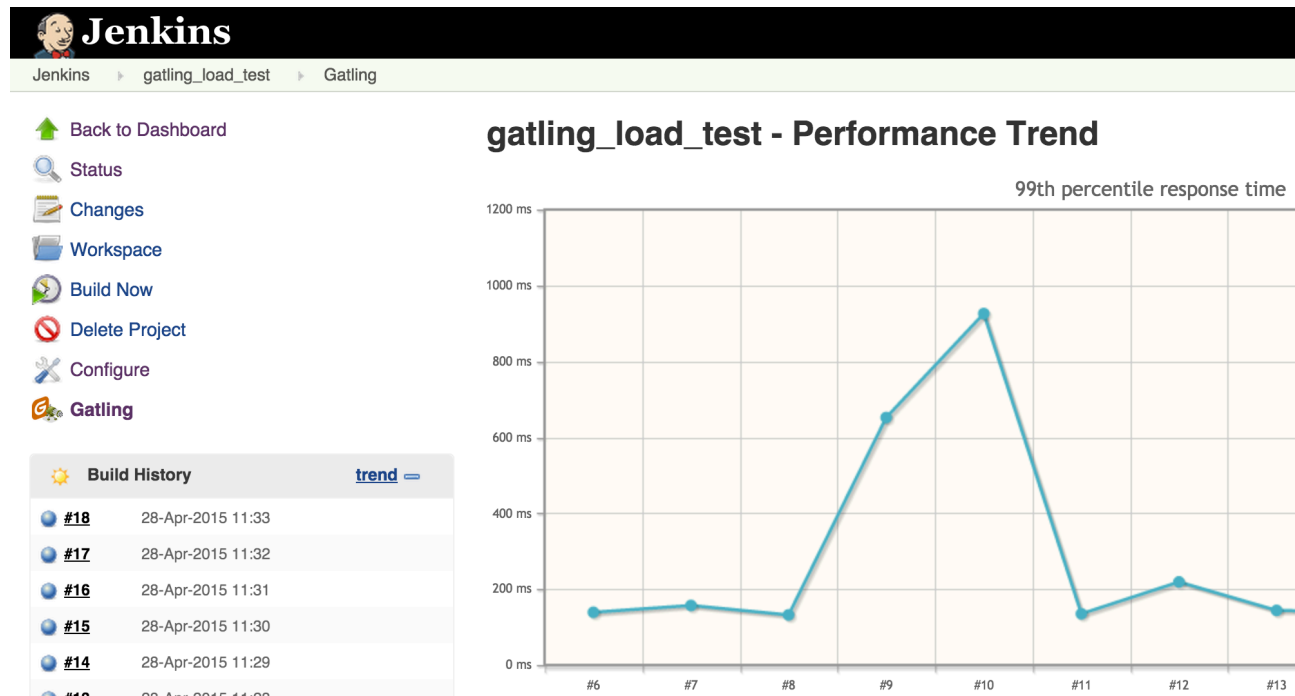 Jenkins
Jenkins gatling_load_test Gatling
Back to Dashboard
Status
Changes
Workspace
Build Now
Delete Project
Configure
Gatling
Build History trend
#18 28-Apr-2015 11:33
#17 28-Apr-2015 11:32
#16 28-Apr-2015 11:31
#15 28-Apr-2015 11:30
#14 28-Apr-2015 11:29
gatling_load_test - Performance Trend
99th percentile response time
1200 ms
1000 ms
800 ms
600 ms
400 ms
200 ms
0 ms
#6 #7 #8 #9 #10 #11 #12 #13